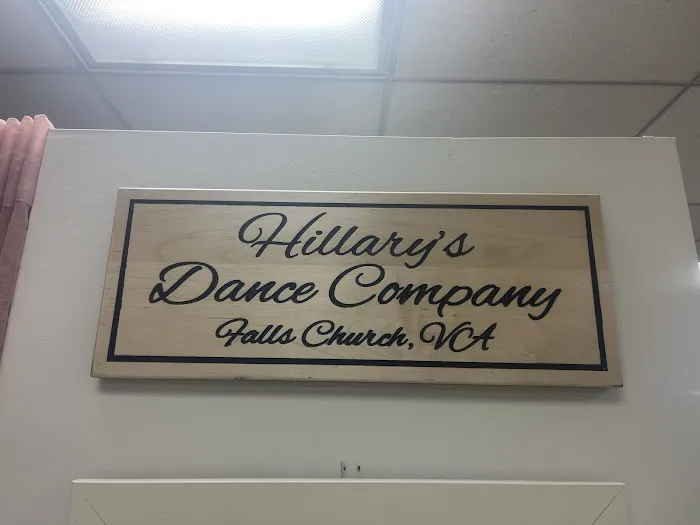 Hillary's
Dance Company
Falls Church, VA